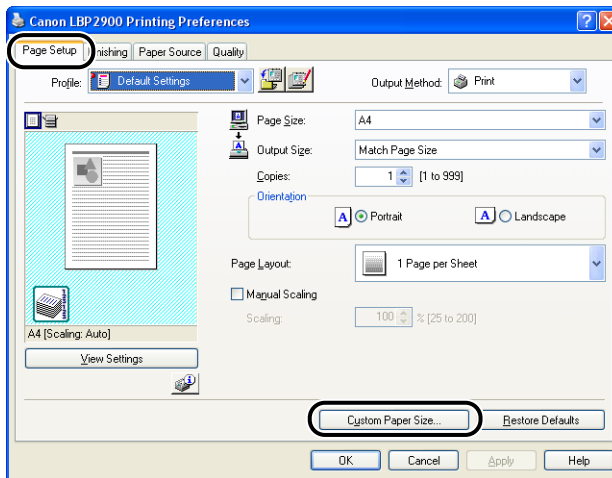 Canon LBP2900 Printing Preferences
Page Setup Finishing Paper Source Quality
Profile: Default Settings Output Method: Print
Page Size: A4
Output Size: Match Page Size
Copies: 1 [1 to 999]
Orientation
A Portrait A Landscape
Page Layout: 1 Page per Sheet
Manual Scaling
Scaling: 100 % [25 to 200]
A4 [Scaling: Auto]
View Settings
Custom Paper Size... Restore Defaults
OK Cancel Apply Help